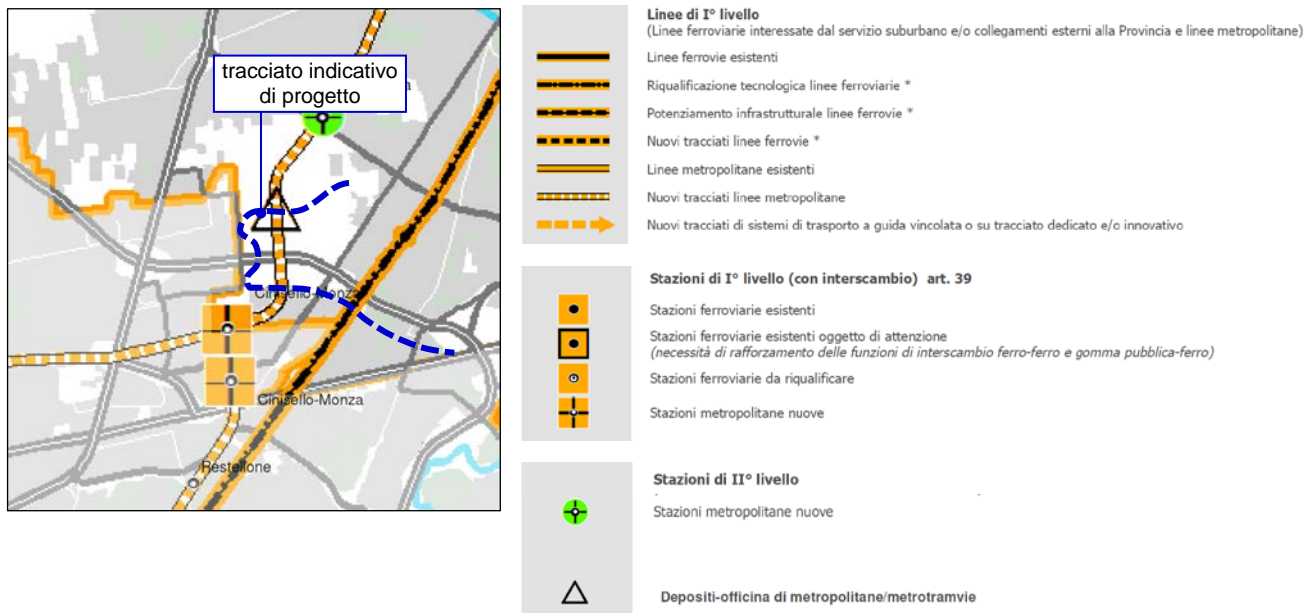 tracciato indicativo
di progetto
Cinisello-Monza
Cinisello-Monza
Restellone
Linee di I° livello
(Linee ferroviarie interessate dal servizio suburbano e/o collegamenti esterni alla Provincia e linee metropolitane)
Linee ferrovie esistenti
Riqualificazione tecnologica linee ferroviarie *
Potenziamento infrastrutturale linee ferrovie *
Nuovi tracciati linee ferrovie *
Linee metropolitane esistenti
Nuovi tracciati linee metropolitane
Nuovi tracciati di sistemi di trasporto a guida vincolata o su tracciato dedicato e/o innovativo
Stazioni di I° livello (con interscambio) art. 39
Stazioni ferroviarie esistenti
Stazioni ferroviarie esistenti oggetto di attenzione
(necessità di rafforzamento delle funzioni di interscambio ferro-ferro e gomma pubblica-ferro)
Stazioni ferroviarie da riqualificare
Stazioni metropolitane nuove
Stazioni di II° livello
Stazioni metropolitane nuove
Depositi-officina di metropolitane/metrotramvie